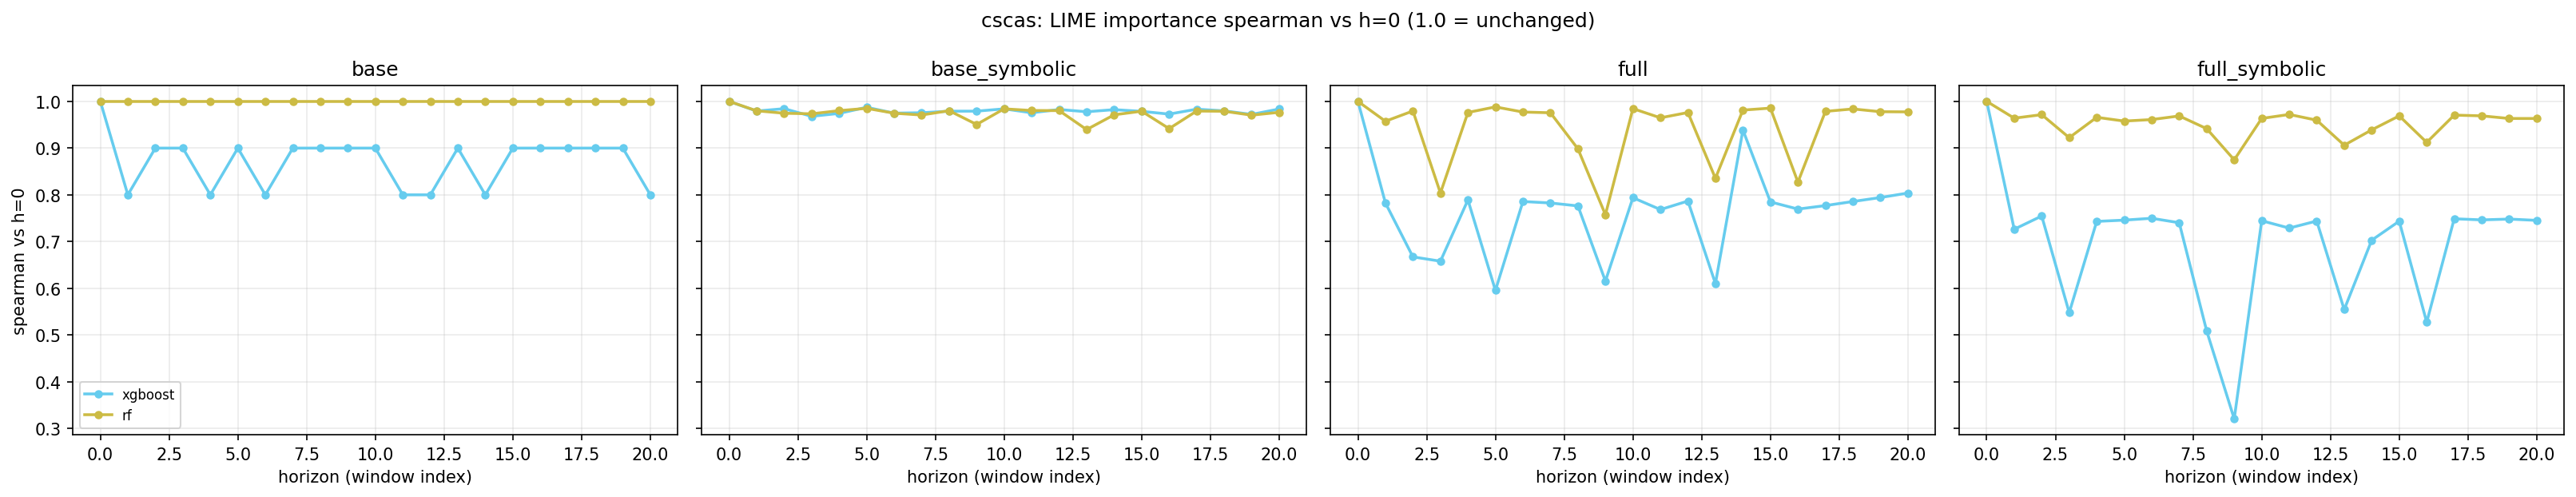 cscas: LIME importance spearman vs h=0 (1.0 = unchanged)
base
base_symbolic
full
full_symbolic
spearman vs h=0
1.0
0.9
0.8
0.7
0.6
0.5
0.4
0.3
xgboost
rf
0.0 2.5 5.0 7.5 10.0 12.5 15.0 17.5 20.0
0.0 2.5 5.0 7.5 10.0 12.5 15.0 17.5 20.0
0.0 2.5 5.0 7.5 10.0 12.5 15.0 17.5 20.0
0.0 2.5 5.0 7.5 10.0 12.5 15.0 17.5 20.0
horizon (window index)
horizon (window index)
horizon (window index)
horizon (window index)